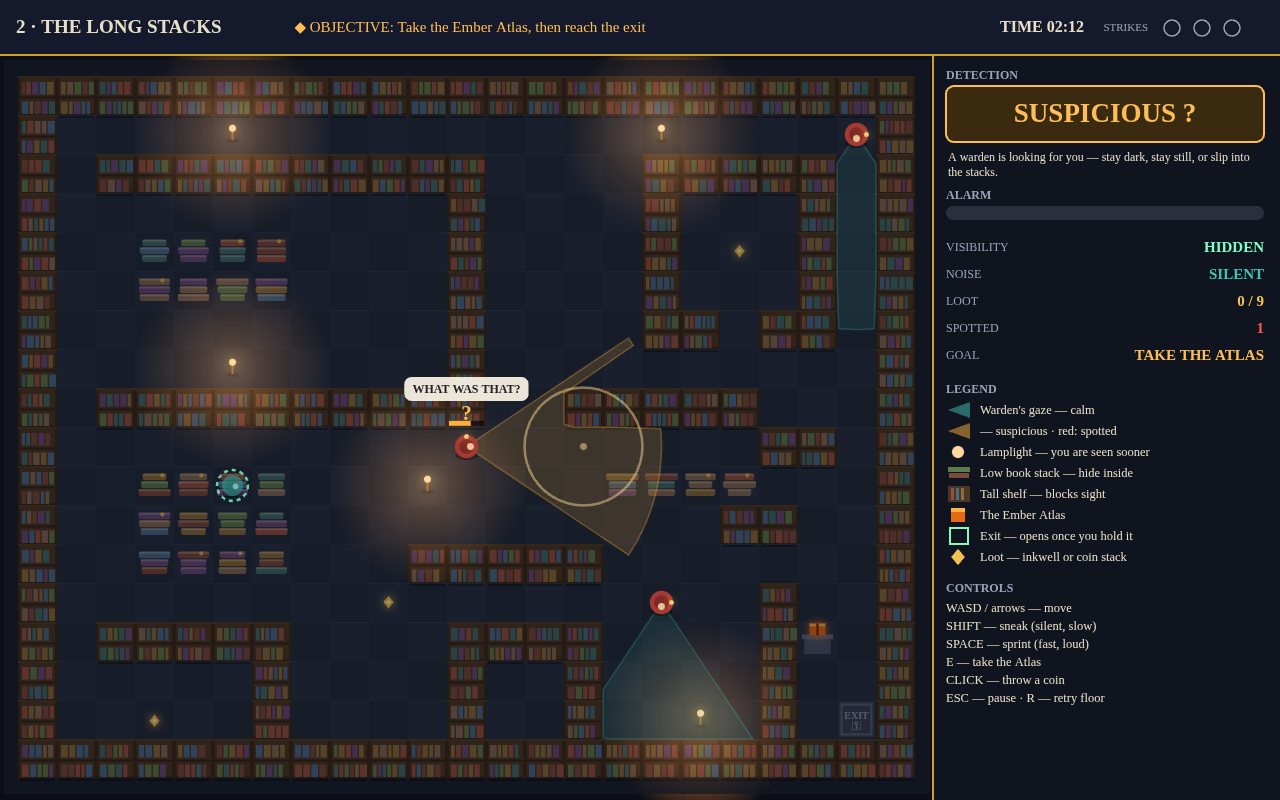 2 · THE LONG STACKS
◆ OBJECTIVE: Take the Ember Atlas, then reach the exit
TIME 02:12
STRIKES
DETECTION
SUSPICIOUS ?
A warden is looking for you — stay dark, stay still, or slip into
the stacks.
ALARM
VISIBILITY HIDDEN
NOISE SILENT
LOOT 0 / 9
SPOTTED 1
GOAL TAKE THE ATLAS
LEGEND
Warden's gaze — calm
— suspicious · red: spotted
Lamplight — you are seen sooner
Low book stack — hide inside
Tall shelf — blocks sight
The Ember Atlas
Exit — opens once you hold it
Loot — inkwell or coin stack
CONTROLS
WASD / arrows — move
SHIFT — sneak (silent, slow)
SPACE — sprint (fast, loud)
E — take the Atlas
CLICK — throw a coin
ESC — pause · R — retry floor
WHAT WAS THAT?
?
EXIT